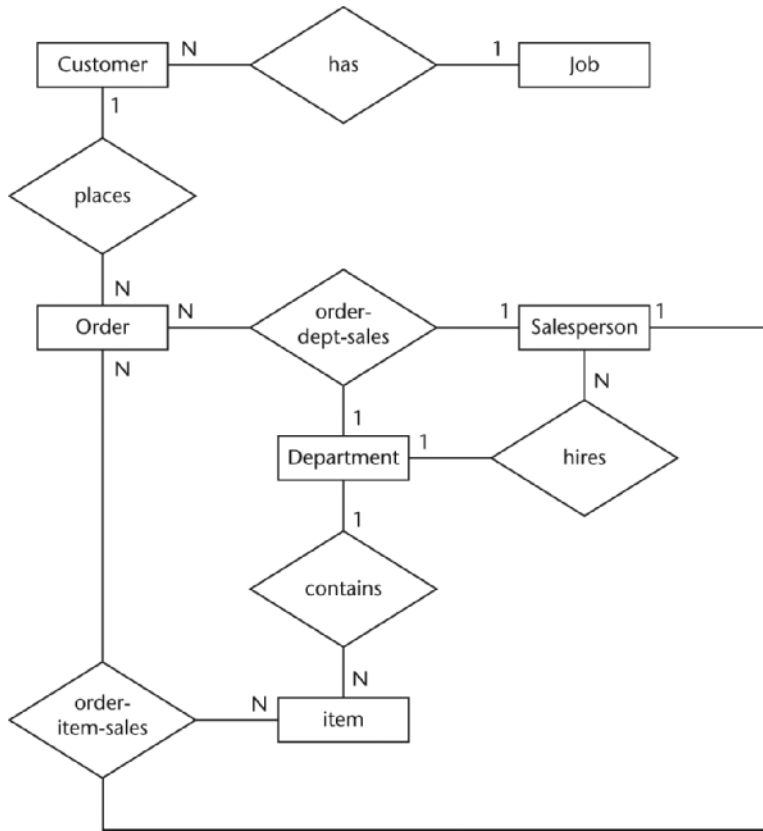 Customer
N
has
1
Job
1
places
N
Order
N
order-
dept-sales
1
Salesperson
1
N
N
1
Department
1
hires
1
contains
N
order-
item-sales
N
item